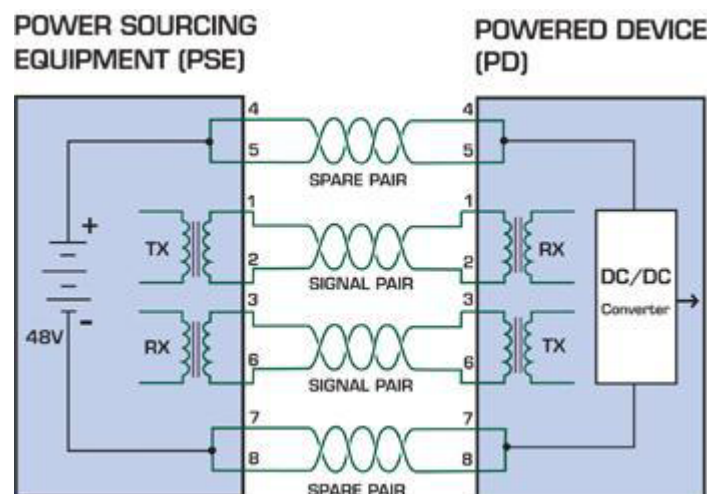 POWER SOURCING
EQUIPMENT (PSE)
POWERED DEVICE
(PD)
4
5
SPARE PAIR
4
5
+
-
48V
TX
1
2
SIGNAL PAIR
1
2
RX
RX
3
6
SIGNAL PAIR
3
6
TX
DC/DC
Converter
7
8
SPARE PAIR
7
8